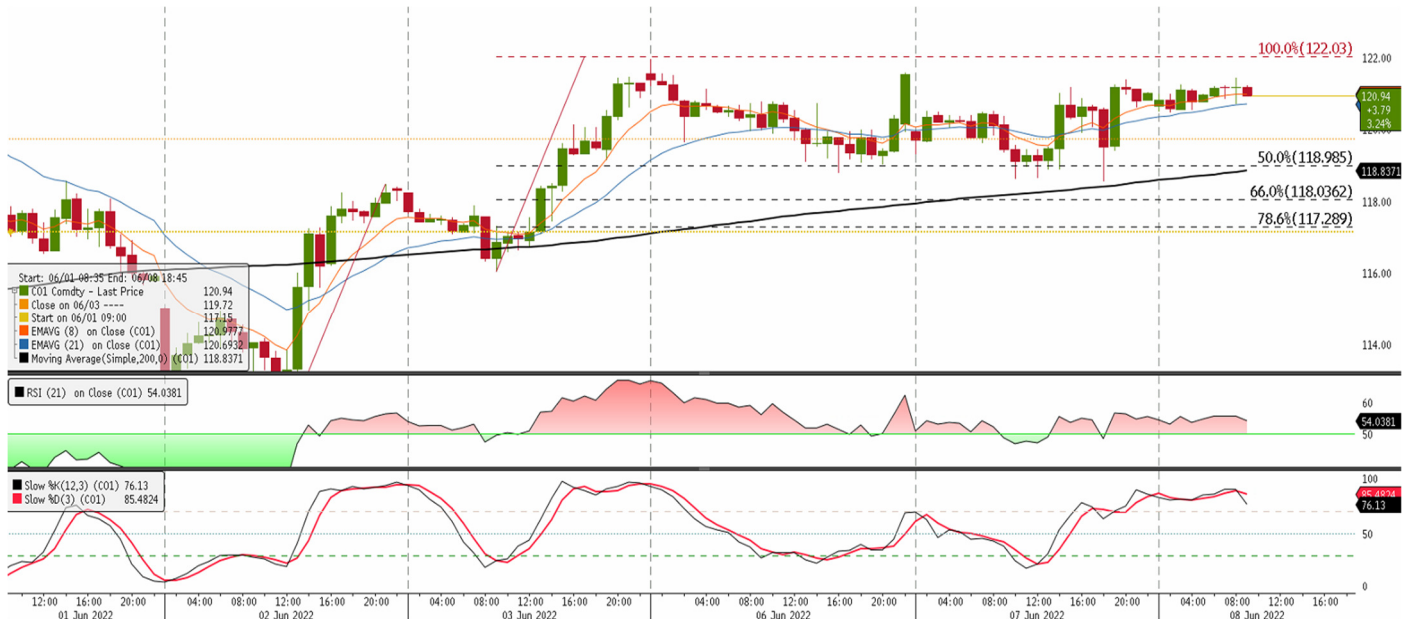 100.0%(122.03)
122.00
120.94
+3.79
3.24%
50.0%(118.985)
118.8371
66.0%(118.0362)
118.00
78.6%(117.289)
116.00
114.00
Start: 06/01 08:35 End: 06/08 18:45
CO1 Comdty - Last Price 120.94
Close on 06/03 ---- 119.72
Start on 06/01 09:00 117.15
EMAVG (8) on Close (CO1) 120.9777
EMAVG (21) on Close (CO1) 120.6932
Moving Average(Simple,200,0) (CO1) 118.8371
RSI (21) on Close (CO1) 54.0381
60
54.0381
50
Slow %K(12,3) (CO1) 76.13
Slow %D(3) (CO1) 85.4824
100
85.4824
76.13
50
0
12:00 16:00 20:00 04:00 08:00 12:00 16:00 20:00 04:00 08:00 12:00 16:00 20:00 04:00 08:00 12:00 16:00 20:00 04:00 08:00 12:00 16:00 20:00 04:00 08:00 12:00 16:00
01 Jun 2022 02 Jun 2022 03 Jun 2022 06 Jun 2022 07 Jun 2022 08 Jun 2022